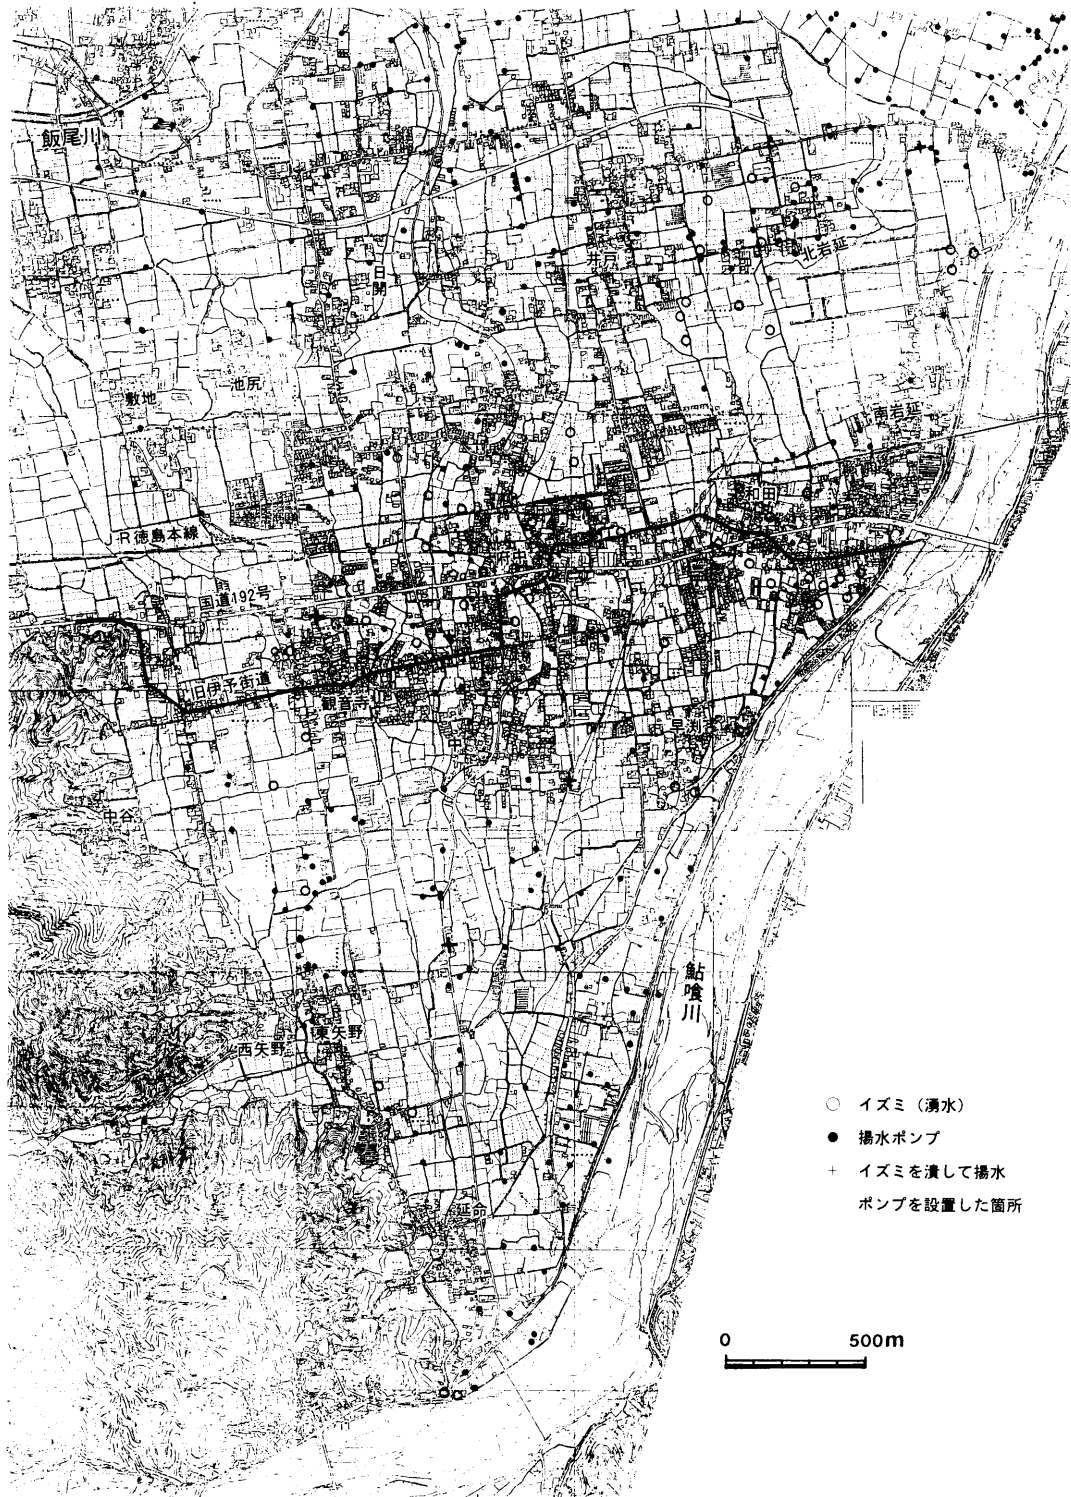 飯尾川
北岩延
井戸
日開
池尻
敷地
南岩延
和田
JR徳島本線
国道192号
旧伊予街道
観音寺
早渕
中
中谷
鮎喰川
東矢野
西矢野
延命
○ イズミ（湧水）
● 揚水ポンプ
+ イズミを潰して揚水
ポンプを設置した箇所
0 500m